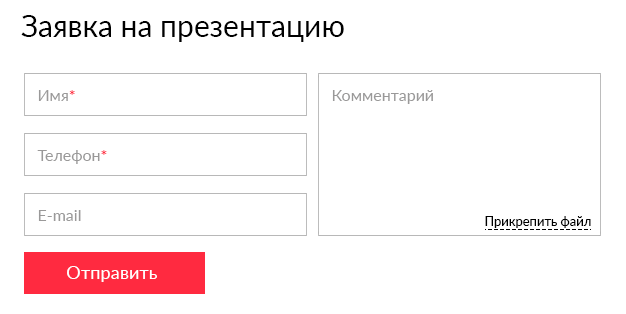 Заявка на презентацию
Имя*
Телефон*
E-mail
Комментарий
Прикрепить файл
Отправить